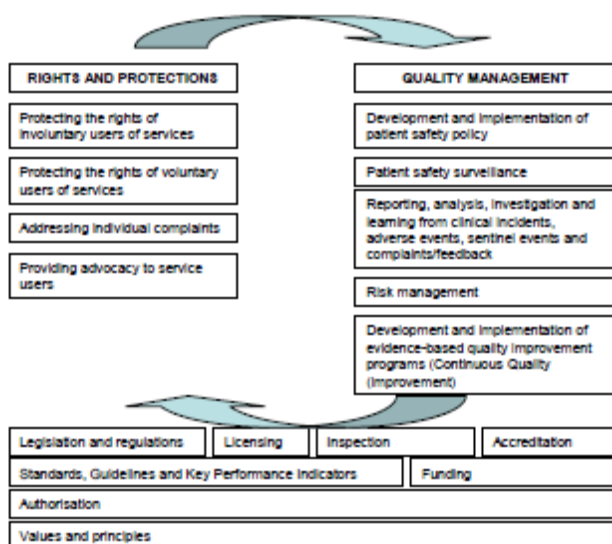 RIGHTS AND PROTECTIONS
Protecting the rights of
involuntary users of services
Protecting the rights of voluntary
users of services
Addressing individual complaints
Providing advocacy to service
users
QUALITY MANAGEMENT
Development and implementation of
patient safety policy
Patient safety surveillance
Reporting, analysis, investigation and
learning from clinical incidents,
adverse events, sentinel events and
complaints/feedback
Risk management
Development and implementation of
evidence-based quality improvement
programs (Continuous Quality
(Improvement)
Legislation and regulations
Licensing
Inspection
Accreditation
Standards, Guidelines and Key Performance Indicators
Funding
Authorisation
Values and principles